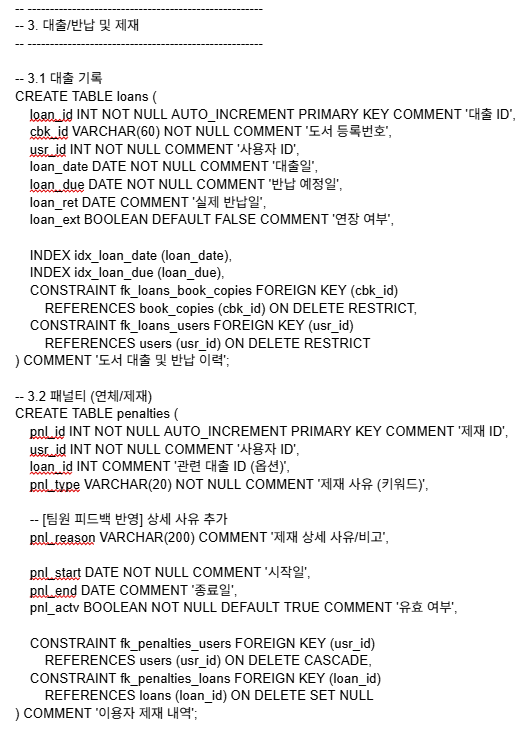 -- -----------------------------------------------------
-- 3. 대출/반납 및 제재
-- -----------------------------------------------------
-- 3.1 대출 기록
CREATE TABLE loans (
loan_id INT NOT NULL AUTO_INCREMENT PRIMARY KEY COMMENT '대출 ID',
cbk_id VARCHAR(60) NOT NULL COMMENT '도서 등록번호',
usr_id INT NOT NULL COMMENT '사용자 ID',
loan_date DATE NOT NULL COMMENT '대출일',
loan_due DATE NOT NULL COMMENT '반납 예정일',
loan_ret DATE COMMENT '실제 반납일',
loan_ext BOOLEAN DEFAULT FALSE COMMENT '연장 여부',
INDEX idx_loan_date (loan_date),
INDEX idx_loan_due (loan_due),
CONSTRAINT fk_loans_book_copies FOREIGN KEY (cbk_id)
REFERENCES book_copies (cbk_id) ON DELETE RESTRICT,
CONSTRAINT fk_loans_users FOREIGN KEY (usr_id)
REFERENCES users (usr_id) ON DELETE RESTRICT
) COMMENT '도서 대출 및 반납 이력';
-- 3.2 패널티 (연체/제재)
CREATE TABLE penalties (
pnl_id INT NOT NULL AUTO_INCREMENT PRIMARY KEY COMMENT '제재 ID',
usr_id INT NOT NULL COMMENT '사용자 ID',
loan_id INT COMMENT '관련 대출 ID (옵션)',
pnl_type VARCHAR(20) NOT NULL COMMENT '제재 사유 (키워드)',
-- [팀원 피드백 반영] 상세 사유 추가
pnl_reason VARCHAR(200) COMMENT '제재 상세 사유/비고',
pnl_start DATE NOT NULL COMMENT '시작일',
pnl_end DATE COMMENT '종료일',
pnl_actv BOOLEAN NOT NULL DEFAULT TRUE COMMENT '유효 여부',
CONSTRAINT fk_penalties_users FOREIGN KEY (usr_id)
REFERENCES users (usr_id) ON DELETE CASCADE,
CONSTRAINT fk_penalties_loans FOREIGN KEY (loan_id)
REFERENCES loans (loan_id) ON DELETE SET NULL
) COMMENT '이용자 제재 내역';